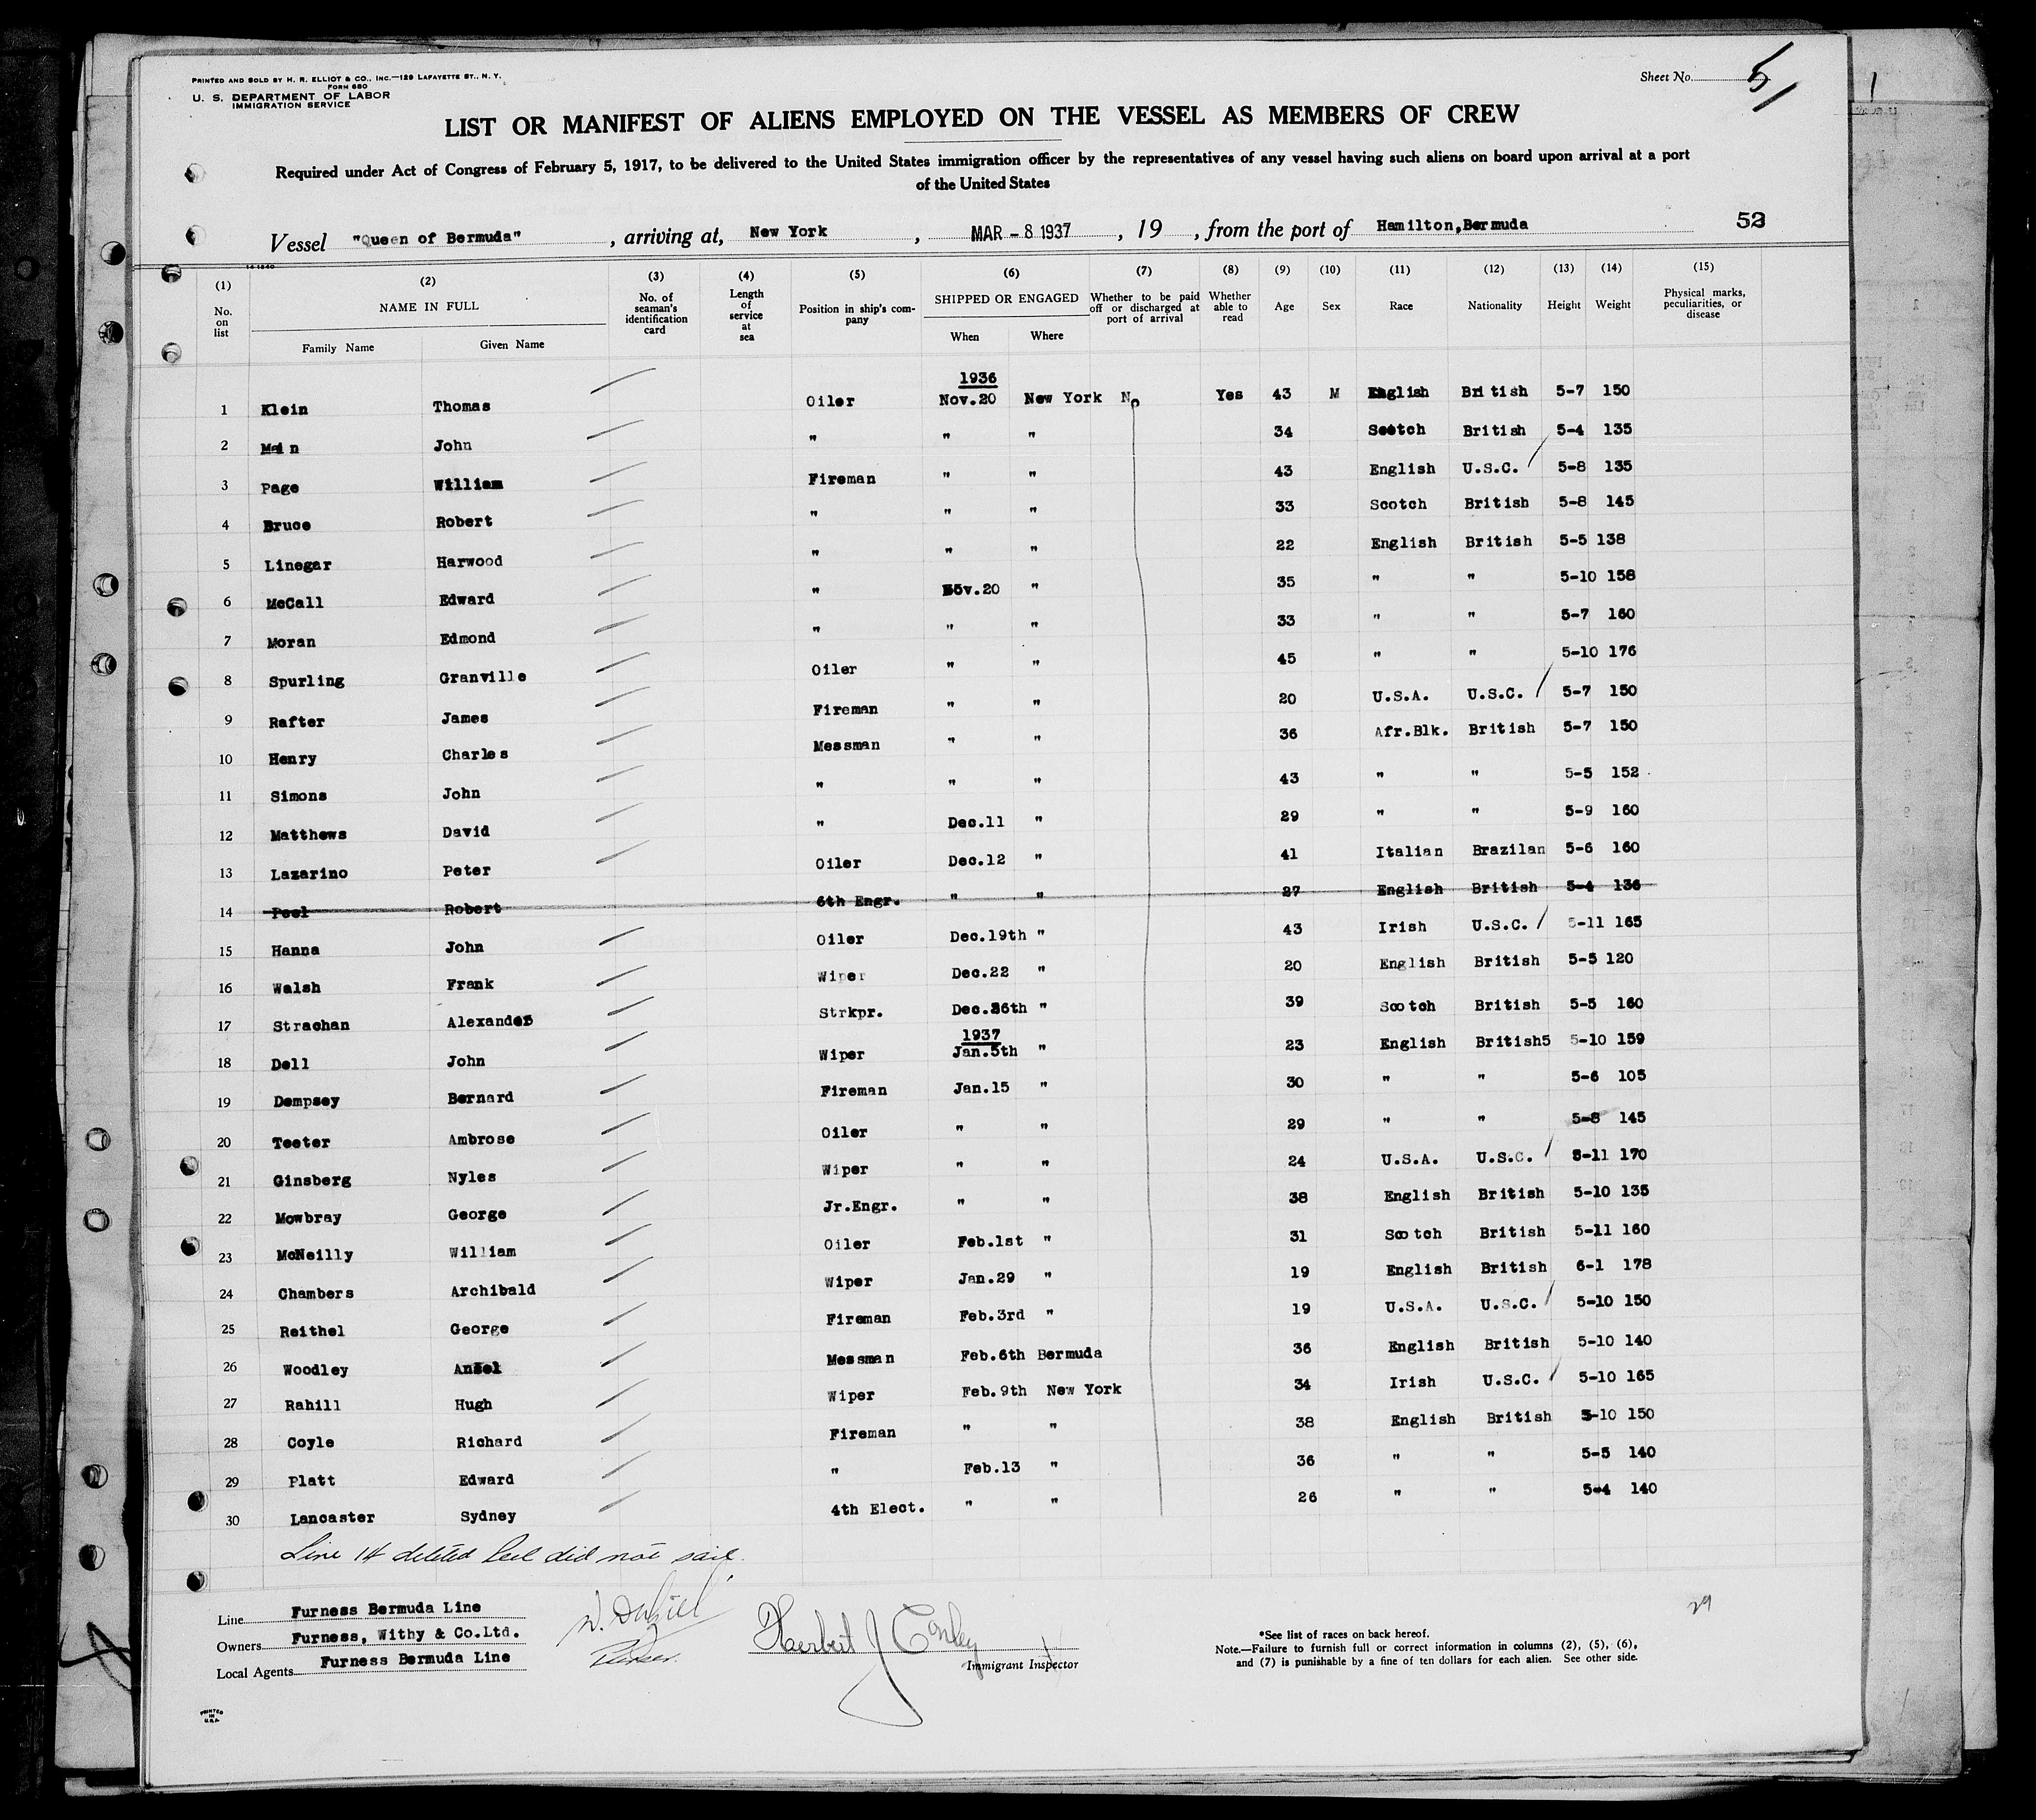 PRINTED AND SOLD BY H. R. ELLIOT & CO., INC.—129 LAFAYETTE ST., N. Y.
FORM 680
U. S. DEPARTMENT OF LABOR
IMMIGRATION SERVICE
Sheet No. 5
LIST OR MANIFEST OF ALIENS EMPLOYED ON THE VESSEL AS MEMBERS OF CREW
Required under Act of Congress of February 5, 1917, to be delivered to the United States immigration officer by the representatives of any vessel having such aliens on board upon arrival at a port
of the United States
Vessel "Queen of Bermuda", arriving at, New York, MAR - 8 1937, 19 , from the port of Hamilton,Bermuda 53
(1) (2) (3) (4) (5) (6) (7) (8) (9) (10) (11) (12) (13) (14) (15)
No. on list NAME IN FULL Family Name Given Name No. of seaman's identification card Length of service at sea Position in ship's company SHIPPED OR ENGAGED When Where Whether to be paid off or discharged at port of arrival Whether able to read Age Sex Race Nationality Height Weight Physical marks, peculiarities, or disease
1936
1 Klein Thomas Oiler Nov.20 New York No Yes 43 M English British 5-7 150
2 Main John " " " 34 Scotch British 5-4 135
3 Page William Fireman " " 43 English U.S.C. 5-8 135
4 Bruce Robert " " " 33 Scotch British 5-8 145
5 Linegar Harwood " " " 22 English British 5-5 138
6 McCall Edward " Nov.20 " 35 " " 5-10 158
7 Moran Edmond " " " 33 " " 5-7 160
8 Spurling Granville Oiler " " 45 " " 5-10 176
9 Rafter James Fireman " " 20 U.S.A. U.S.C. 5-7 150
10 Henry Charles Messman " " 36 Afr.Blk. British 5-7 150
11 Simons John " " " 43 " " 5-5 152
12 Matthews David " Dec.11 " 29 " " 5-9 160
13 Lazarino Peter Oiler Dec.12 " 41 Italian Brazilan 5-6 160
14 Peel Robert 6th Engr. " " 27 English British 5-4 136
15 Hanna John Oiler Dec.19th " 43 Irish U.S.C. 5-11 165
16 Walsh Frank Wiper Dec.22 " 20 English British 5-5 120
17 Strachan Alexander Strkpr. Dec.26th " 39 Scotch British 5-5 160
1937
18 Dell John Wiper Jan.5th " 23 English British5 5-10 159
19 Dempsey Bernard Fireman Jan.15 " 30 " " 5-6 105
20 Teeter Ambrose Oiler " " 29 " " 5-8 145
21 Ginsberg Nyles Wiper " " 24 U.S.A. U.S.C. 5-11 170
22 Mowbray George Jr.Engr. " " 38 English British 5-10 135
23 McNeilly William Oiler Feb.1st " 31 Scotch British 5-11 160
24 Chambers Archibald Wiper Jan.29 " 19 English British 6-1 178
25 Reithel George Fireman Feb.3rd " 19 U.S.A. U.S.C. 5-10 150
26 Woodley Ansel Messman Feb.6th Bermuda 36 English British 5-10 140
27 Rahill Hugh Wiper Feb.9th New York 34 Irish U.S.C. 5-10 165
28 Coyle Richard Fireman " " 38 English British 5-10 150
29 Platt Edward " Feb.13 " 36 " " 5-5 140
30 Lancaster Sydney 4th Elect. " " 26 " " 5-4 140
Line 14 deleted Peel did not sail.
Line Furness Bermuda Line
Owners Furness, Withy & Co.Ltd.
Local Agents Furness Bermuda Line
Purser.
Herbert J Conley
Immigrant Inspector
29
*See list of races on back hereof.
Note.—Failure to furnish full or correct information in columns (2), (5), (6),
and (7) is punishable by a fine of ten dollars for each alien. See other side.
PRINTED
IN
U.S.A.